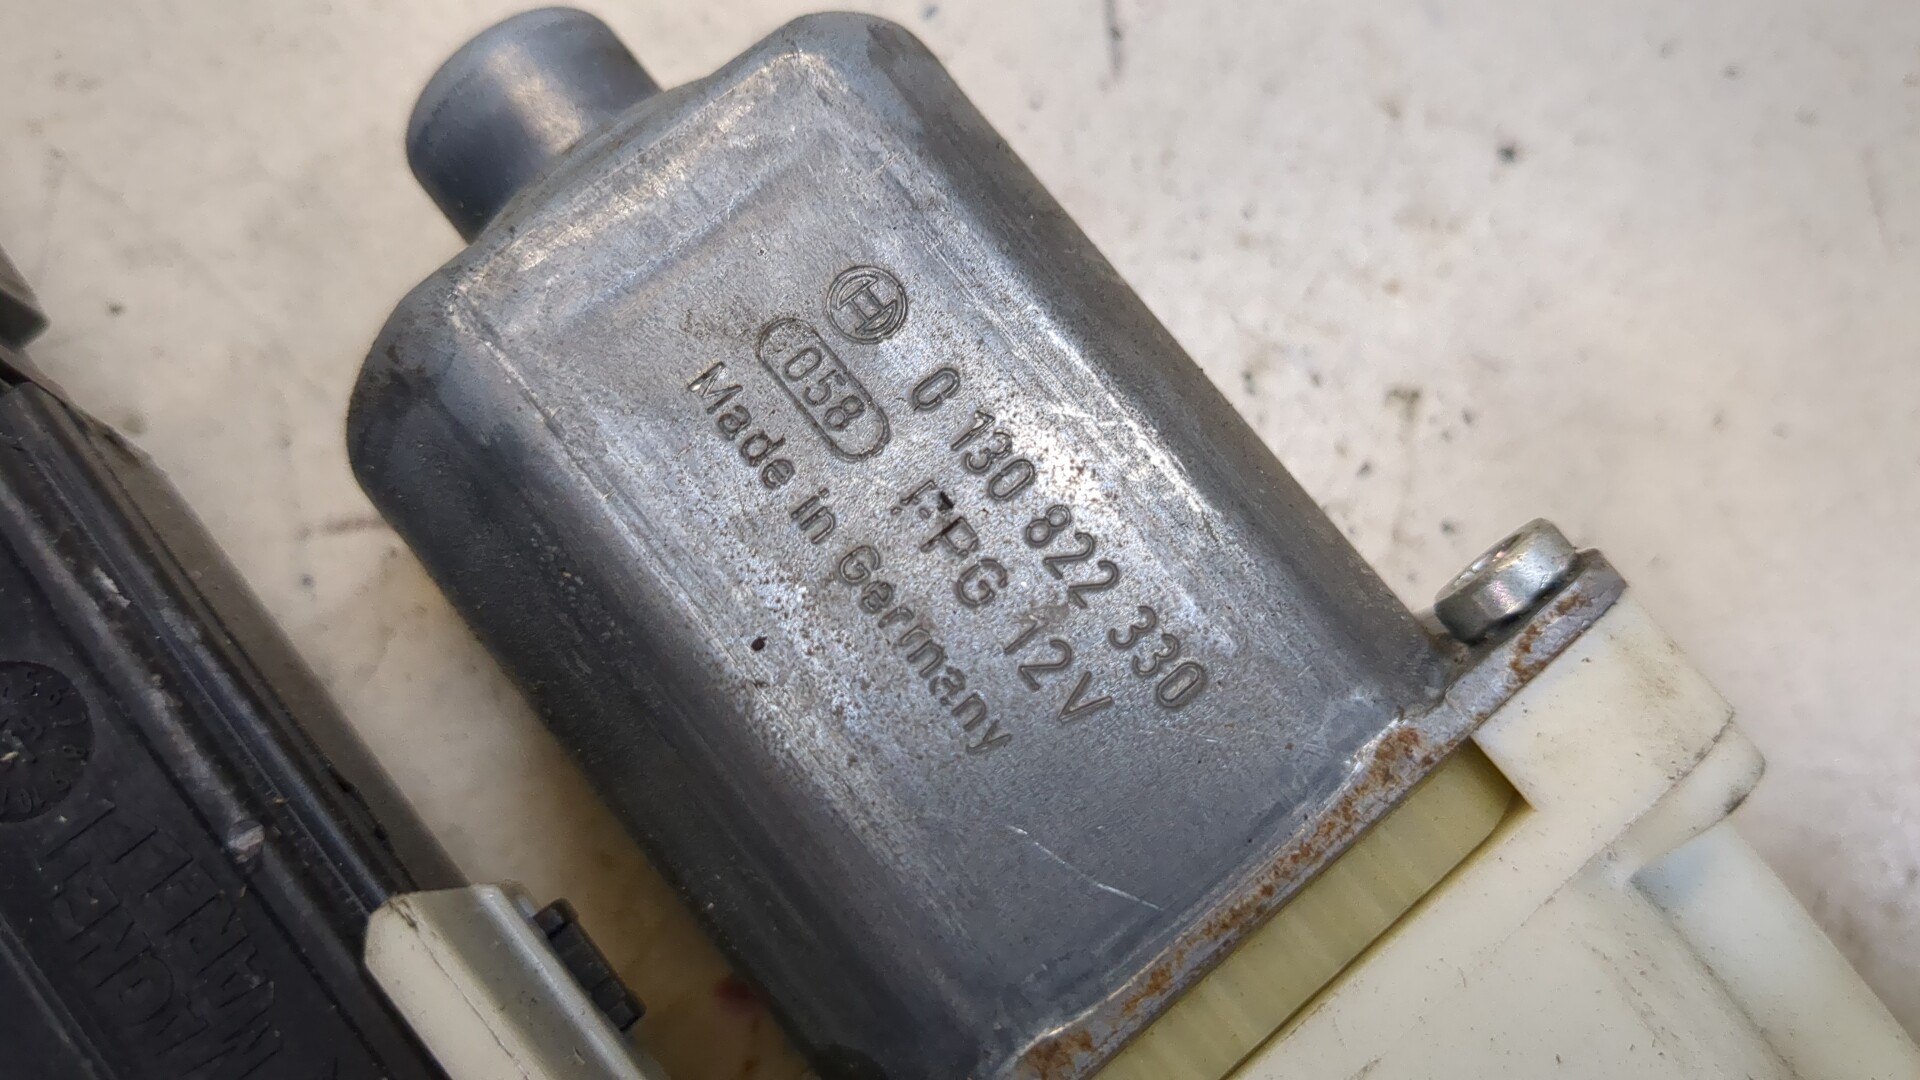 0 130 822 330
058 FPG 12V
Made in Germany